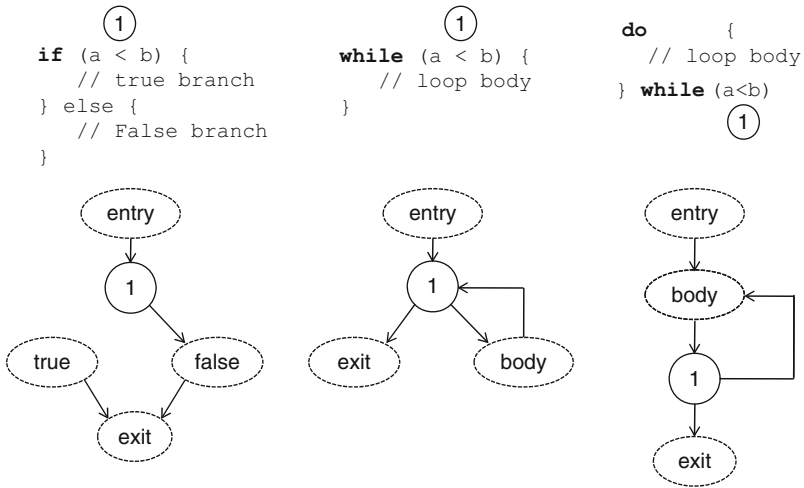 1
if (a < b) {
// true branch
} else {
// False branch
}
entry
1
true
false
exit
1
while (a < b) {
// loop body
}
entry
1
exit
body
do {
// loop body
} while (a<b)
1
entry
body
1
exit